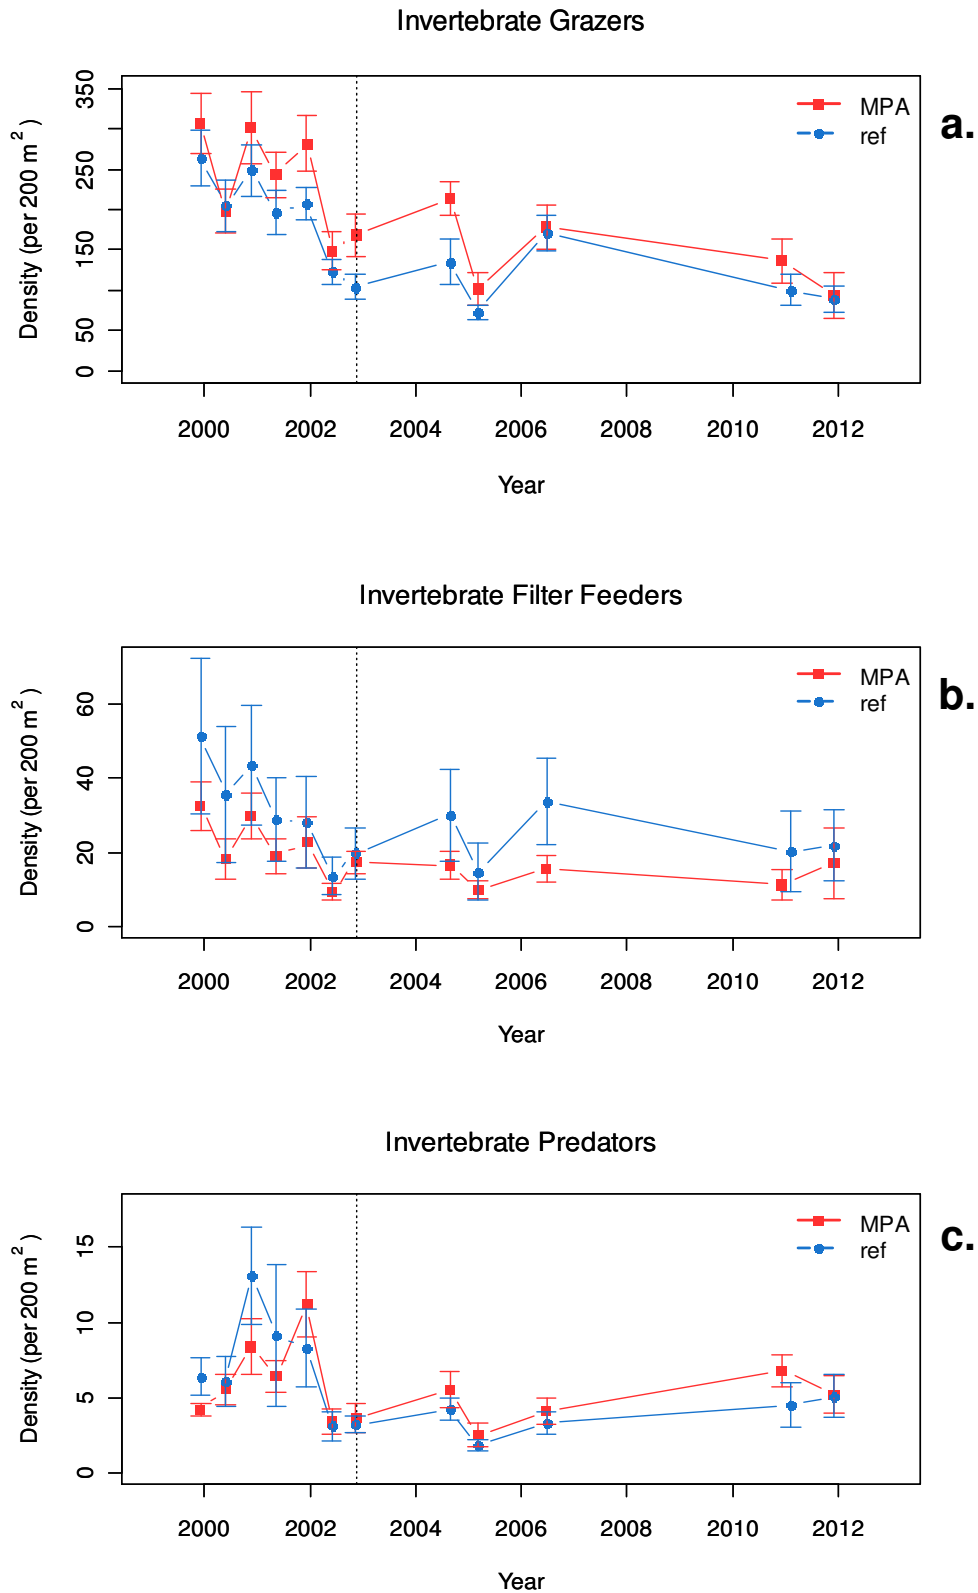 Invertebrate Grazers
a.
MPA
ref
Density (per 200 m²)
350
250
150
50
0
2000 2002 2004 2006 2008 2010 2012
Year
Invertebrate Filter Feeders
b.
MPA
ref
Density (per 200 m²)
60
40
20
0
2000 2002 2004 2006 2008 2010 2012
Year
Invertebrate Predators
c.
MPA
ref
Density (per 200 m²)
15
10
5
0
2000 2002 2004 2006 2008 2010 2012
Year